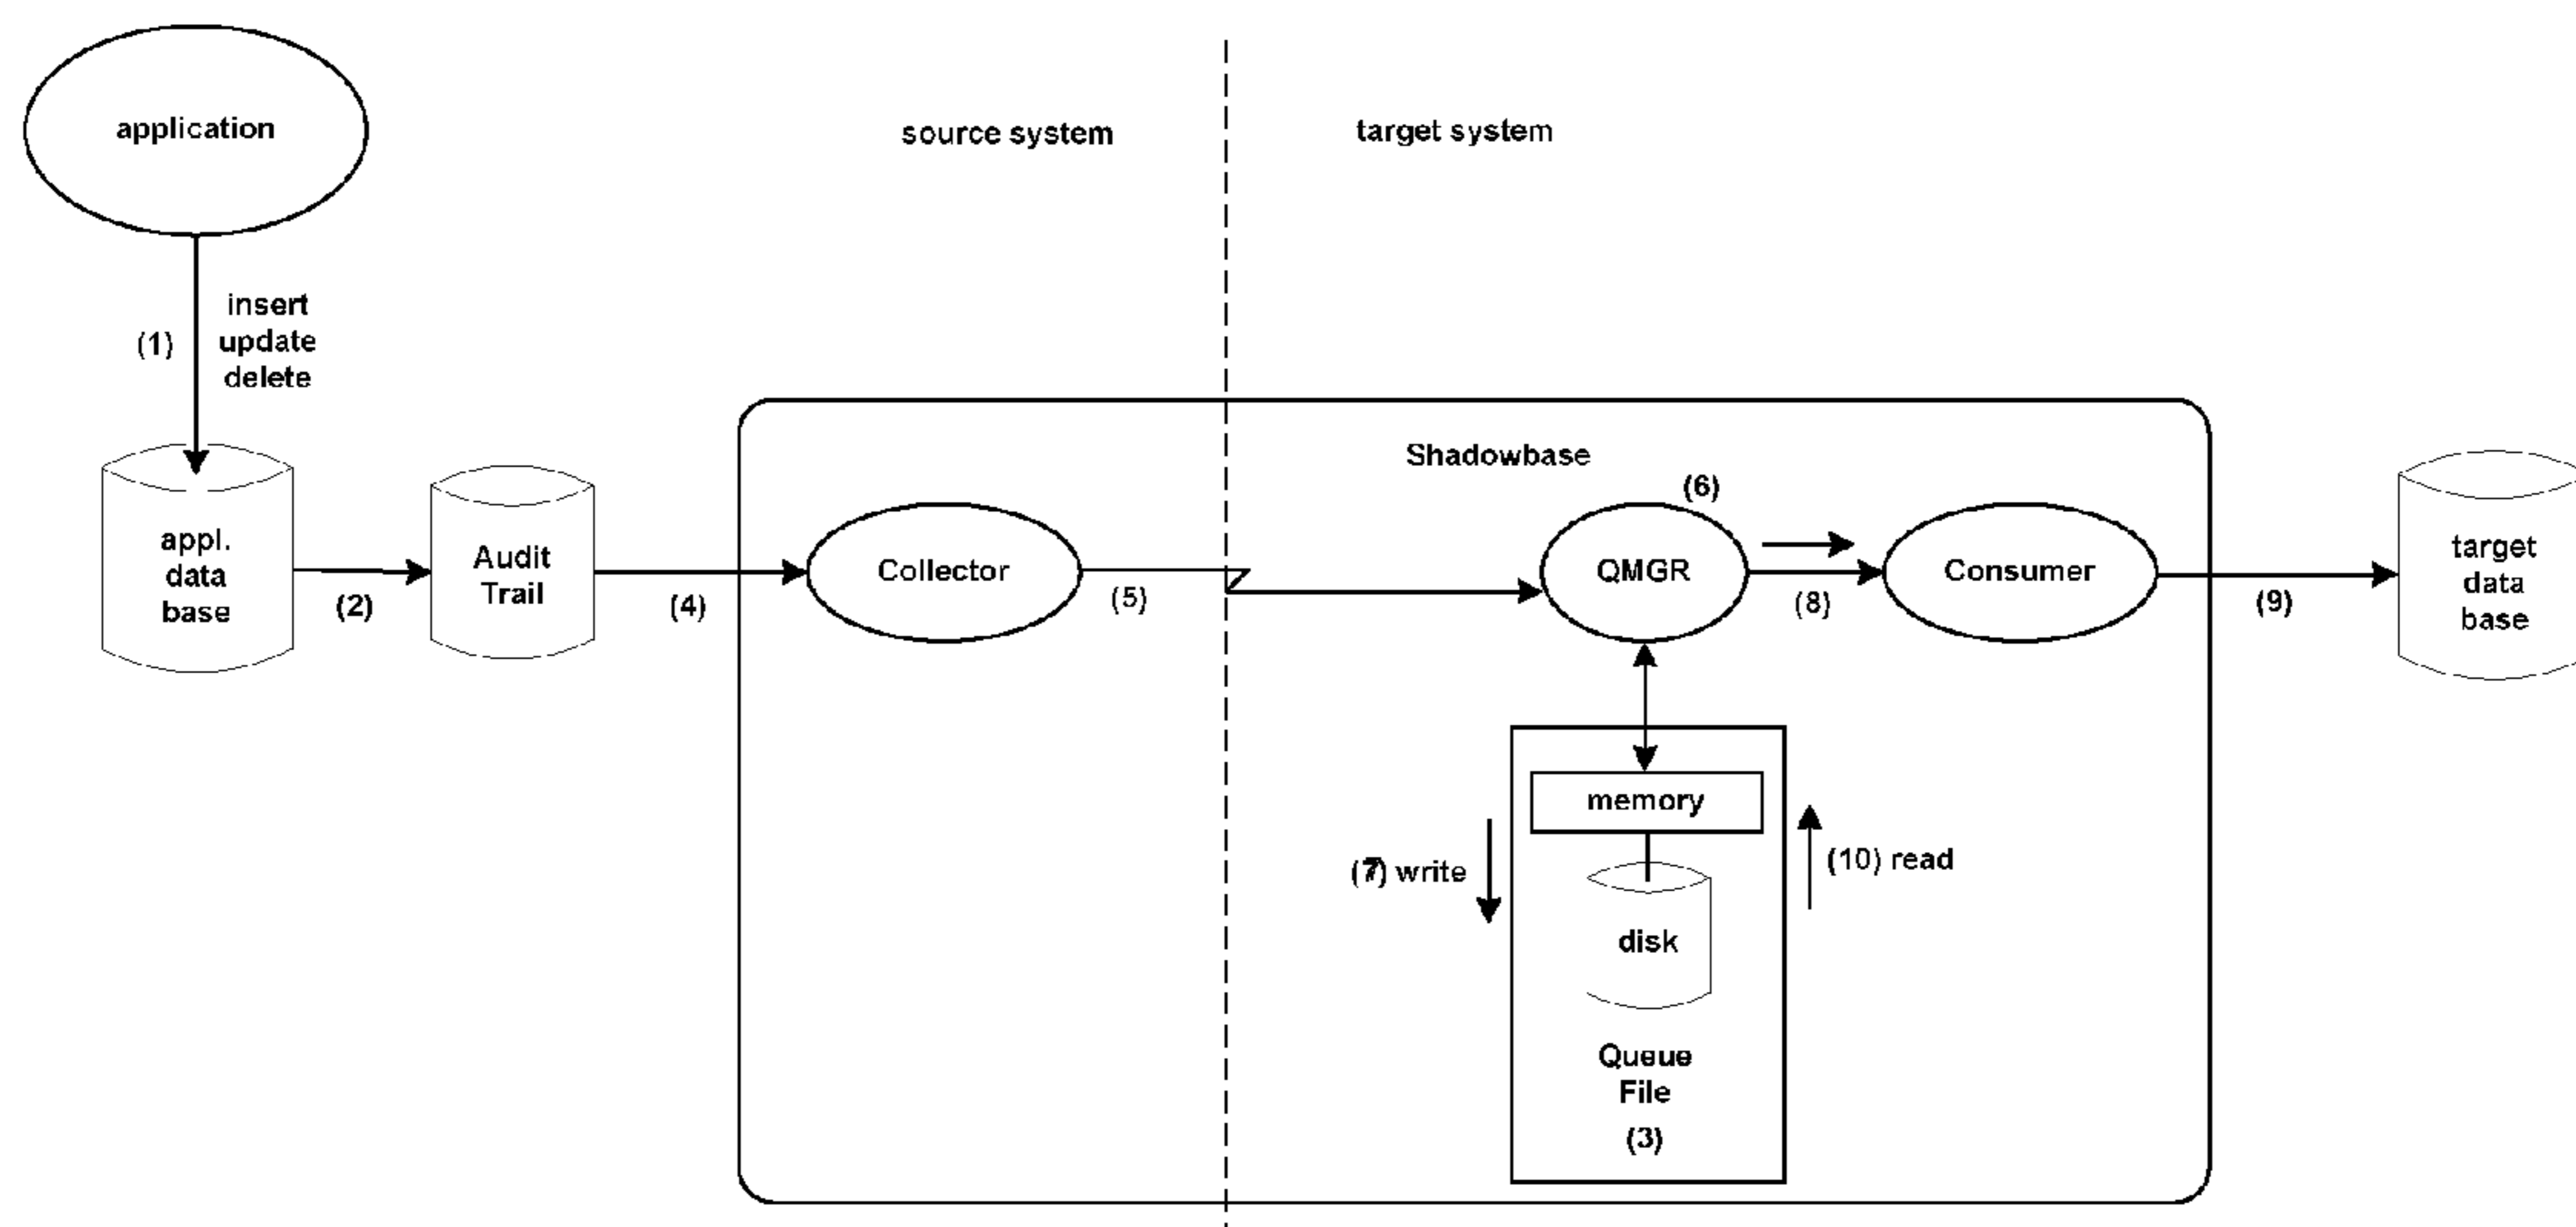 application
source system
target system
(1)
insert
update
delete
Shadowbase
(6)
appl.
data
base
(2)
Audit
Trail
(4)
Collector
(5)
QMGR
(8)
Consumer
(9)
target
data
base
memory
(7) write
(10) read
disk
Queue
File
(3)